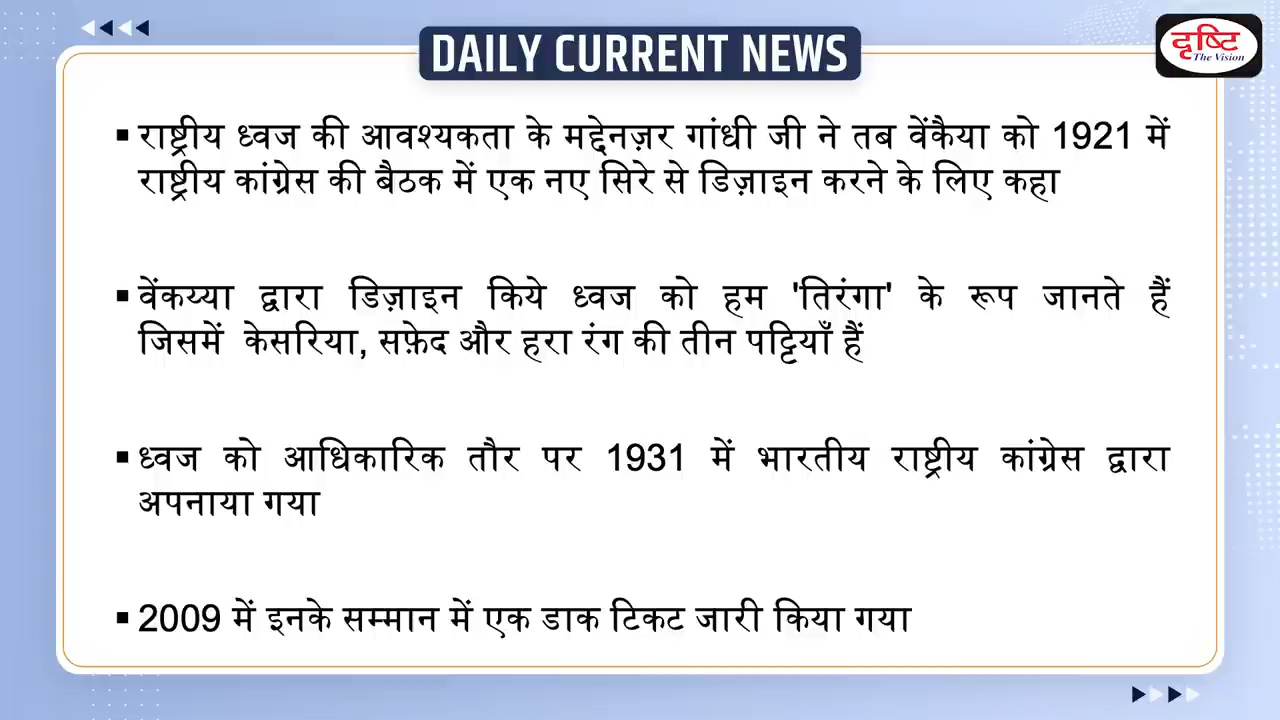 DAILY CURRENT NEWS
दृष्टि
The Vision
▪ राष्ट्रीय ध्वज की आवश्यकता के मद्देनज़र गांधी जी ने तब वेंकैया को 1921 में
राष्ट्रीय कांग्रेस की बैठक में एक नए सिरे से डिज़ाइन करने के लिए कहा
▪ वेंकय्या द्वारा डिज़ाइन किये ध्वज को हम 'तिरंगा' के रूप जानते हैं
जिसमें केसरिया, सफ़ेद और हरा रंग की तीन पट्टियाँ हैं
▪ ध्वज को आधिकारिक तौर पर 1931 में भारतीय राष्ट्रीय कांग्रेस द्वारा
अपनाया गया
▪ 2009 में इनके सम्मान में एक डाक टिकट जारी किया गया